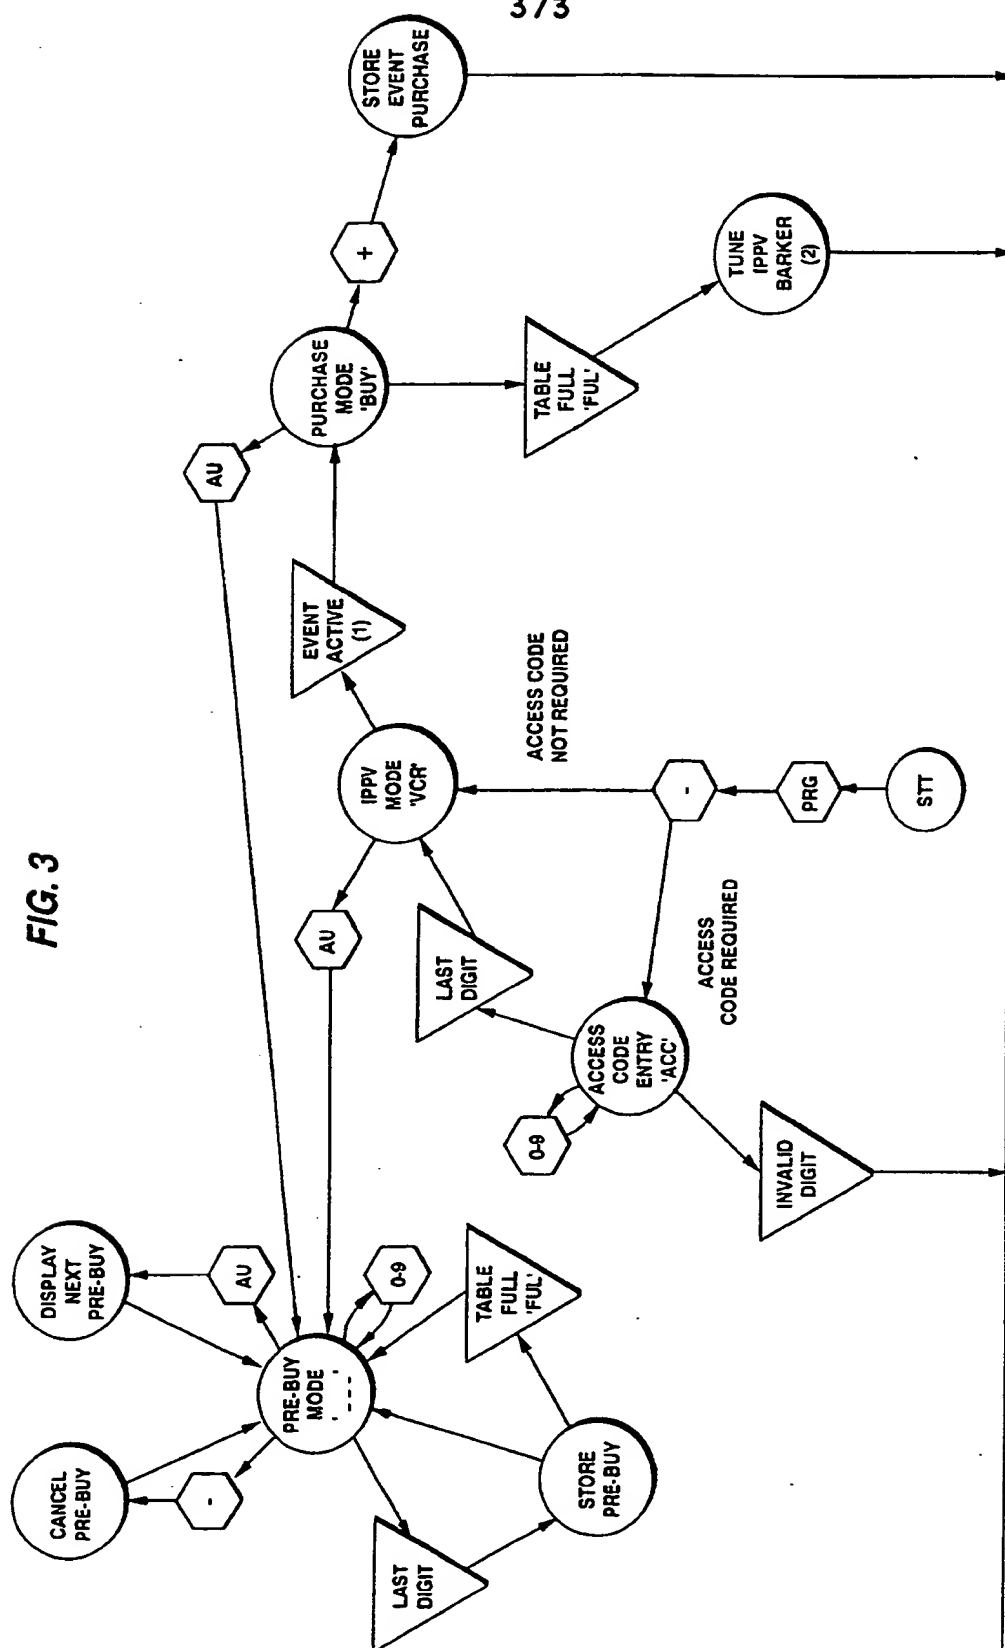 373
FIG. 3
CANCEL
PRE-BUY
-
DISPLAY
NEXT
PRE-BUY
AU
PRE-BUY
MODE
'---'
0-9
LAST
DIGIT
STORE
PRE-BUY
TABLE
FULL
'FUL'
AU
AU
EVENT
ACTIVE
(1)
PURCHASE
MODE
'BUY'
+
STORE
EVENT
PURCHASE
IPPV
MODE
'VCR'
LAST
DIGIT
0-9
ACCESS
CODE
ENTRY
'ACC'
INVALID
DIGIT
ACCESS
CODE REQUIRED
ACCESS CODE
NOT REQUIRED
-
PRG
STT
TABLE
FULL
'FUL'
TUNE
IPPV
BARKER
(2)